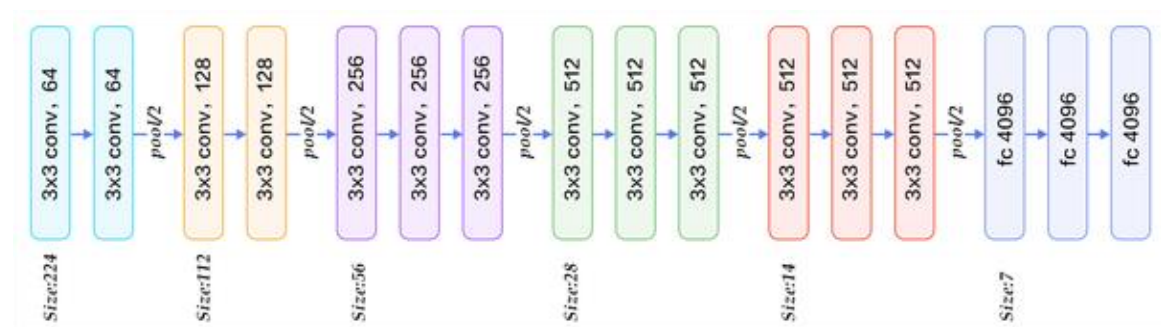 3x3 conv, 64
3x3 conv, 64
pool/2
3x3 conv, 128
3x3 conv, 128
pool/2
3x3 conv, 256
3x3 conv, 256
3x3 conv, 256
pool/2
3x3 conv, 512
3x3 conv, 512
3x3 conv, 512
pool/2
3x3 conv, 512
3x3 conv, 512
3x3 conv, 512
pool/2
fc 4096
fc 4096
fc 4096
Size:224
Size:112
Size:56
Size:28
Size:14
Size:7